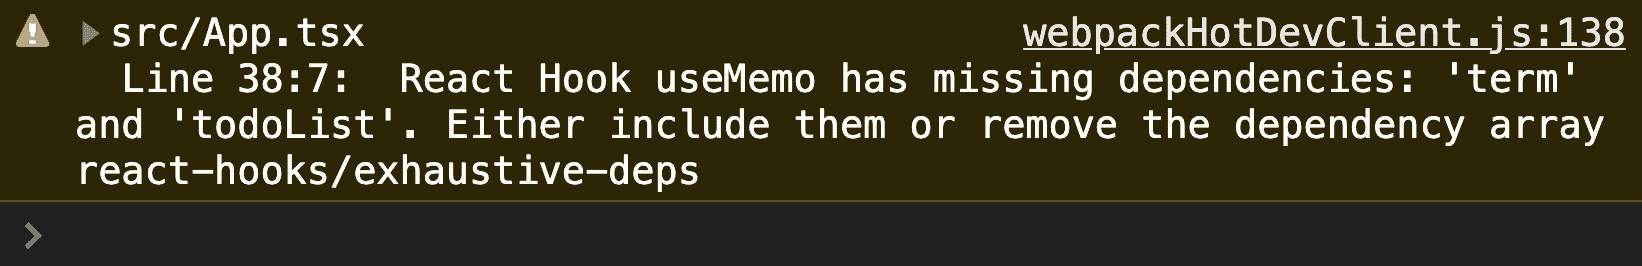 src/App.tsx webpackHotDevClient.js:138
Line 38:7: React Hook useMemo has missing dependencies: 'term'
and 'todoList'. Either include them or remove the dependency array
react-hooks/exhaustive-deps